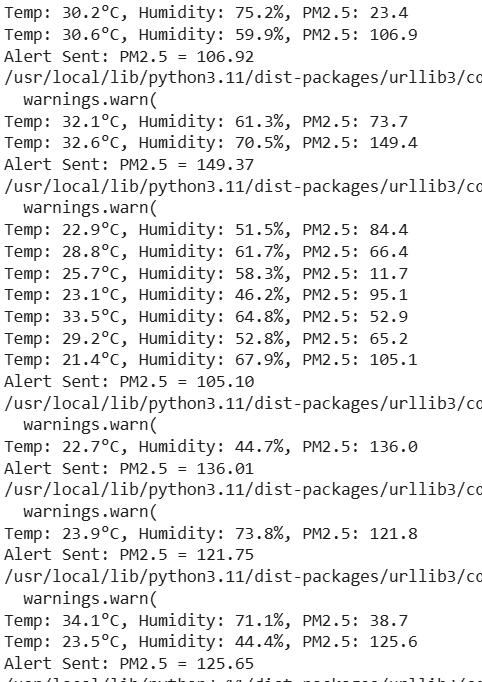 Temp: 30.2°C, Humidity: 75.2%, PM2.5: 23.4
Temp: 30.6°C, Humidity: 59.9%, PM2.5: 106.9
Alert Sent: PM2.5 = 106.92
/usr/local/lib/python3.11/dist-packages/urllib3/co
  warnings.warn(
Temp: 32.1°C, Humidity: 61.3%, PM2.5: 73.7
Temp: 32.6°C, Humidity: 70.5%, PM2.5: 149.4
Alert Sent: PM2.5 = 149.37
/usr/local/lib/python3.11/dist-packages/urllib3/co
  warnings.warn(
Temp: 22.9°C, Humidity: 51.5%, PM2.5: 84.4
Temp: 28.8°C, Humidity: 61.7%, PM2.5: 66.4
Temp: 25.7°C, Humidity: 58.3%, PM2.5: 11.7
Temp: 23.1°C, Humidity: 46.2%, PM2.5: 95.1
Temp: 33.5°C, Humidity: 64.8%, PM2.5: 52.9
Temp: 29.2°C, Humidity: 52.8%, PM2.5: 65.2
Temp: 21.4°C, Humidity: 67.9%, PM2.5: 105.1
Alert Sent: PM2.5 = 105.10
/usr/local/lib/python3.11/dist-packages/urllib3/co
  warnings.warn(
Temp: 22.7°C, Humidity: 44.7%, PM2.5: 136.0
Alert Sent: PM2.5 = 136.01
/usr/local/lib/python3.11/dist-packages/urllib3/co
  warnings.warn(
Temp: 23.9°C, Humidity: 73.8%, PM2.5: 121.8
Alert Sent: PM2.5 = 121.75
/usr/local/lib/python3.11/dist-packages/urllib3/co
  warnings.warn(
Temp: 34.1°C, Humidity: 71.1%, PM2.5: 38.7
Temp: 23.5°C, Humidity: 44.4%, PM2.5: 125.6
Alert Sent: PM2.5 = 125.65